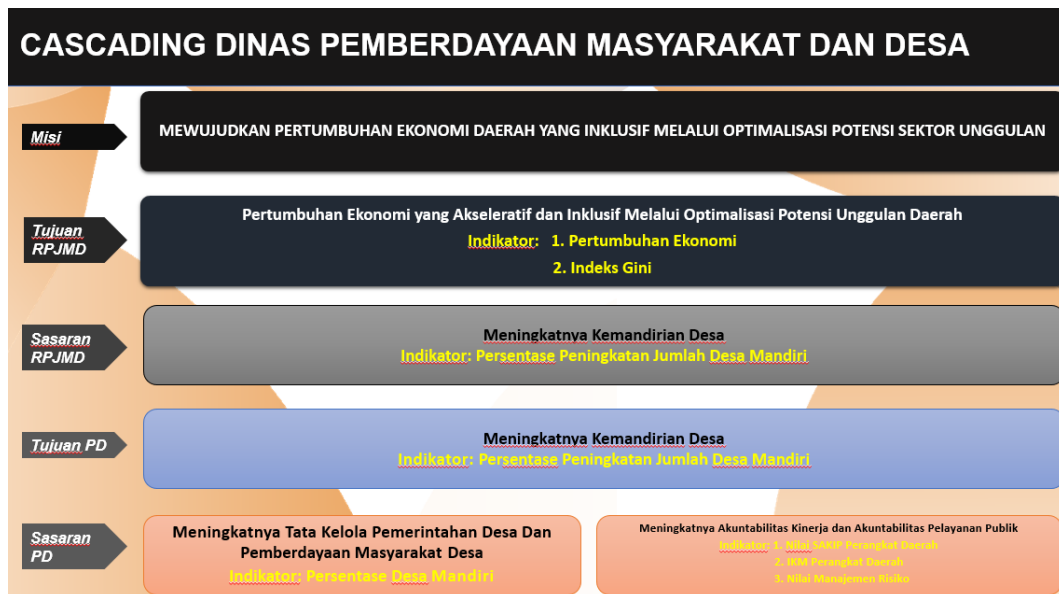 CASCADING DINAS PEMBERDAYAAN MASYARAKAT DAN DESA
Misi
MEWUJUDKAN PERTUMBUHAN EKONOMI DAERAH YANG INKLUSIF MELALUI OPTIMALISASI POTENSI SEKTOR UNGGULAN
Tujuan
RPJMD
Pertumbuhan Ekonomi yang Akseleratif dan Inklusif Melalui Optimalisasi Potensi Unggulan Daerah
Indikator: 1. Pertumbuhan Ekonomi
2. Indeks Gini
Sasaran
RPJMD
Meningkatnya Kemandirian Desa
Indikator: Persentase Peningkatan Jumlah Desa Mandiri
Tujuan PD
Meningkatnya Kemandirian Desa
Indikator: Persentase Peningkatan Jumlah Desa Mandiri
Sasaran
PD
Meningkatnya Tata Kelola Pemerintahan Desa Dan
Pemberdayaan Masyarakat Desa
Indikator: Persentase Desa Mandiri
Meningkatnya Akuntabilitas Kinerja dan Akuntabilitas Pelayanan Publik
Indikator: 1. Nilai SAKIP Perangkat Daerah
2. IKM Perangkat Daerah
3. Nilai Manajemen Risiko